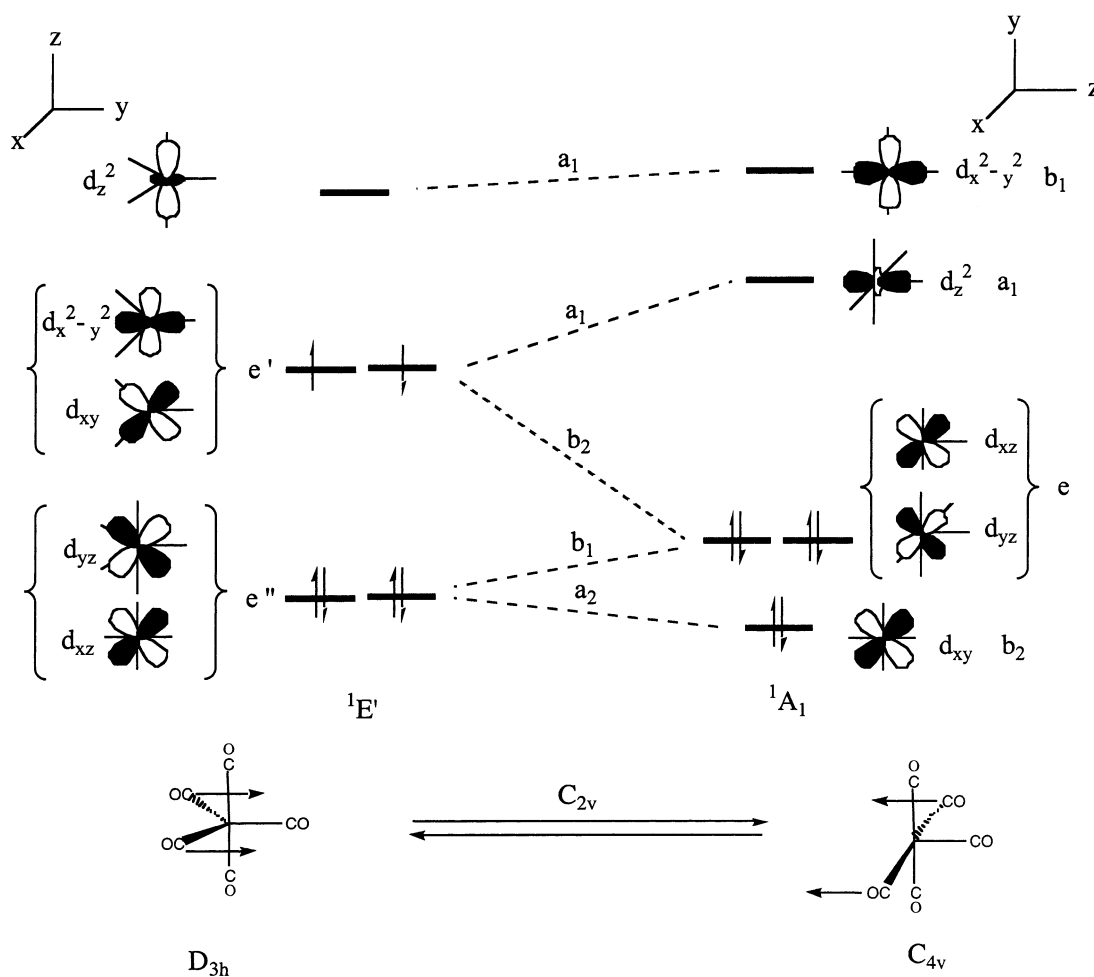 z
y
x
y
z
x
d_z^2
a_1
d_x^2-y^2 b_1
d_z^2 a_1
d_x^2-y^2
a_1
e'
d_xy
b_2
d_xz
e
d_yz
d_yz
b_1
e"
a_2
d_xz
d_xy b_2
^1E'
^1A_1
O
C
OC
CO
OC
C
O
C_2v
O
C
CO
CO
OC
C
O
D_3h
C_4v